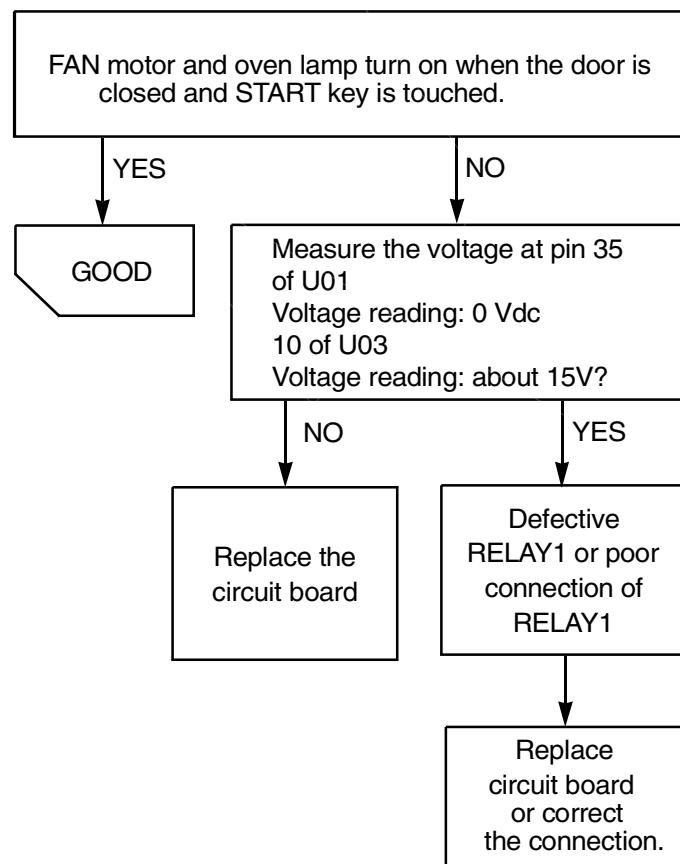 FAN motor and oven lamp turn on when the door is
closed and START key is touched.
YES
NO
GOOD
Measure the voltage at pin 35
of U01
Voltage reading: 0 Vdc
10 of U03
Voltage reading: about 15V?
NO
YES
Replace the
circuit board
Defective
RELAY1 or poor
connection of
RELAY1
Replace
circuit board
or correct
the connection.